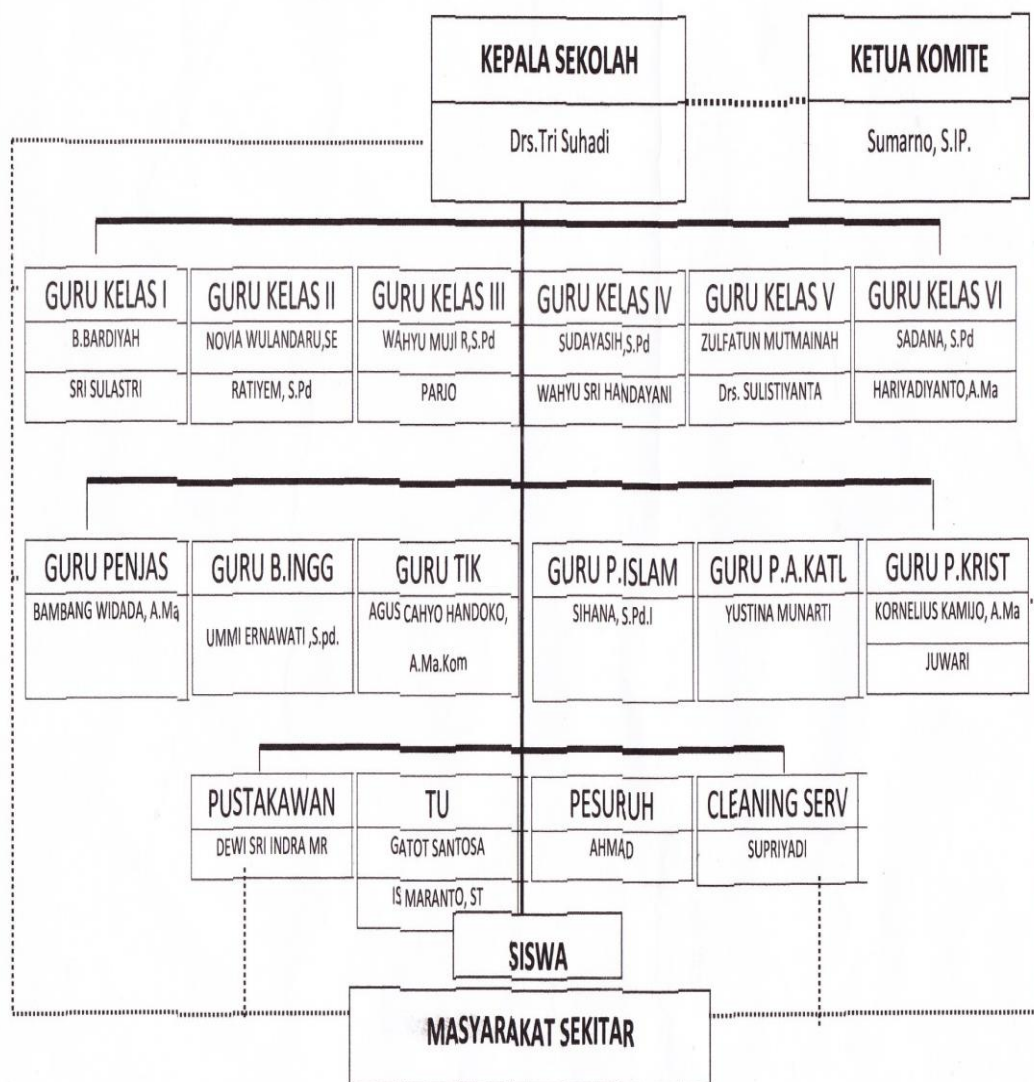 KEPALA SEKOLAH
KETUA KOMITE
Drs.Tri Suhadi
Sumarno, S.IP.
GURU KELAS I
GURU KELAS II
GURU KELAS III
GURU KELAS IV
GURU KELAS V
GURU KELAS VI
B.BARDIYAH
NOVIA WULANDARU,SE
WAHYU MUJI R,S.Pd
SUDAYASIH,S.Pd
ZULFATUN MUTMAINAH
SADANA, S.Pd
SRI SULASTRI
RATIYEM, S.Pd
PARJO
WAHYU SRI HANDAYANI
Drs. SULISTIYANTA
HARIYADIYANTO,A.Ma
GURU PENJAS
GURU B.INGG
GURU TIK
GURU P.ISLAM
GURU P.A.KATL
GURU P.KRIST
BAMBANG WIDADA, A.Ma
UMMI ERNAWATI ,S.pd.
AGUS CAHYO HANDOKO,
A.Ma.Kom
SIHANA, S.Pd.I
YUSTINA MUNARTI
KORNELIUS KAMIJO, A.Ma
JUWARI
PUSTAKAWAN
TU
PESURUH
CLEANING SERV
DEWI SRI INDRA MR
GATOT SANTOSA
AHMAD
SUPRIYADI
IS MARANTO, ST
SISWA
MASYARAKAT SEKITAR